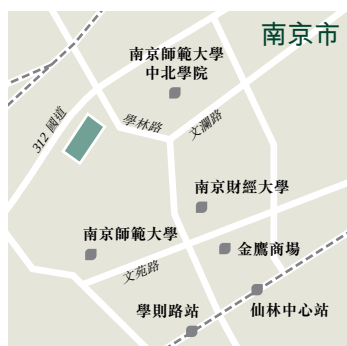 南京市
南京師範大學
中北學院
學林路
文瀾路
312 國道
南京財經大學
南京師範大學
金鷹商場
文苑路
學則路站
仙林中心站